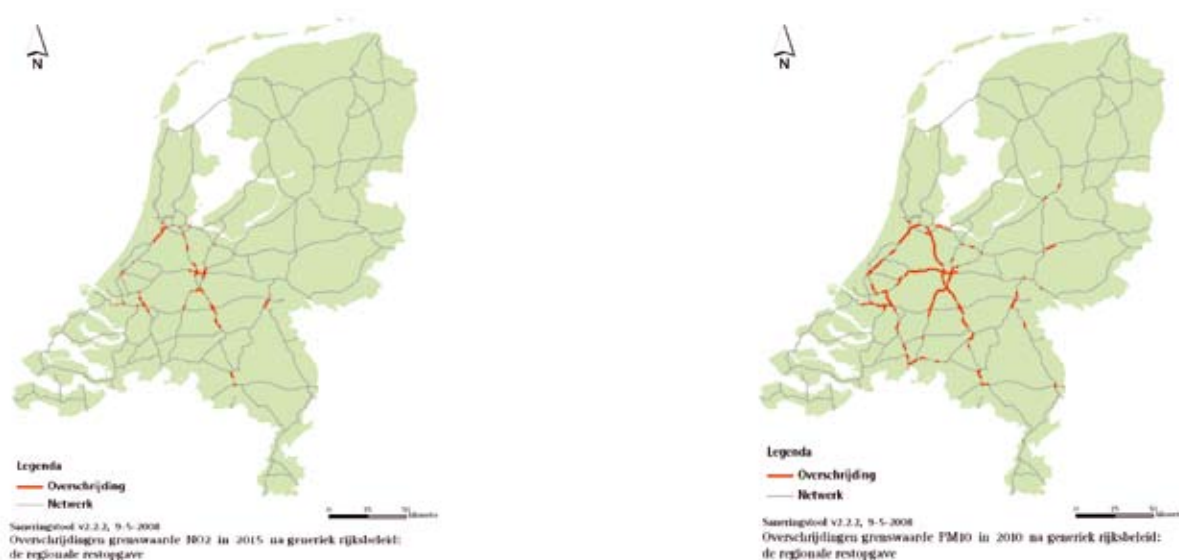 N
Legenda
Overschrijding
Netwerk
Saneringstool v2.2.2, 9-5-2008
Overschrijdingen grenswaarde NO2 in 2015 na generiek rijksbeleid:
de regionale restopgave
N
Legenda
Overschrijding
Netwerk
Saneringstool v2.2.2, 9-5-2008
Overschrijdingen grenswaarde PM10 in 2010 na generiek rijksbeleid:
de regionale restopgave